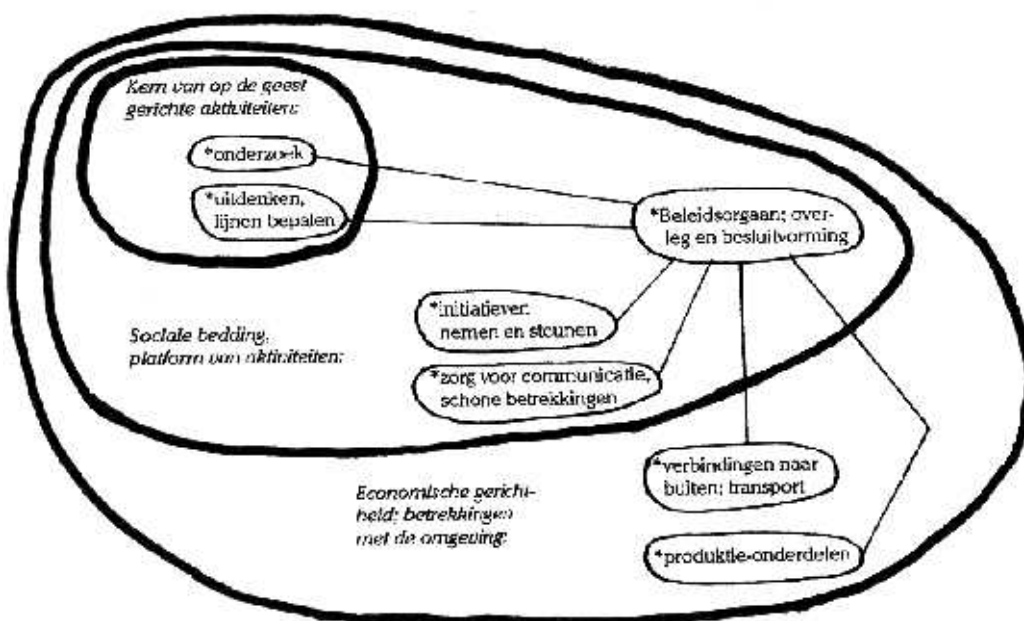 Kern van op de geest
gerichte aktiviteiten:
*onderzoek
*uitdenken,
lijnen bepalen
*Beleidsorgaan; over-
leg en besluitvorming
*initiatieven
nemen en steunen
Sociale bedding,
platform van aktiviteiten:
*zorg voor communicatie,
schone betrekkingen
*verbindingen naar
buiten; transport
Economische gericht-
heid; betrekkingen
met de omgeving:
*produktie-onderdelen